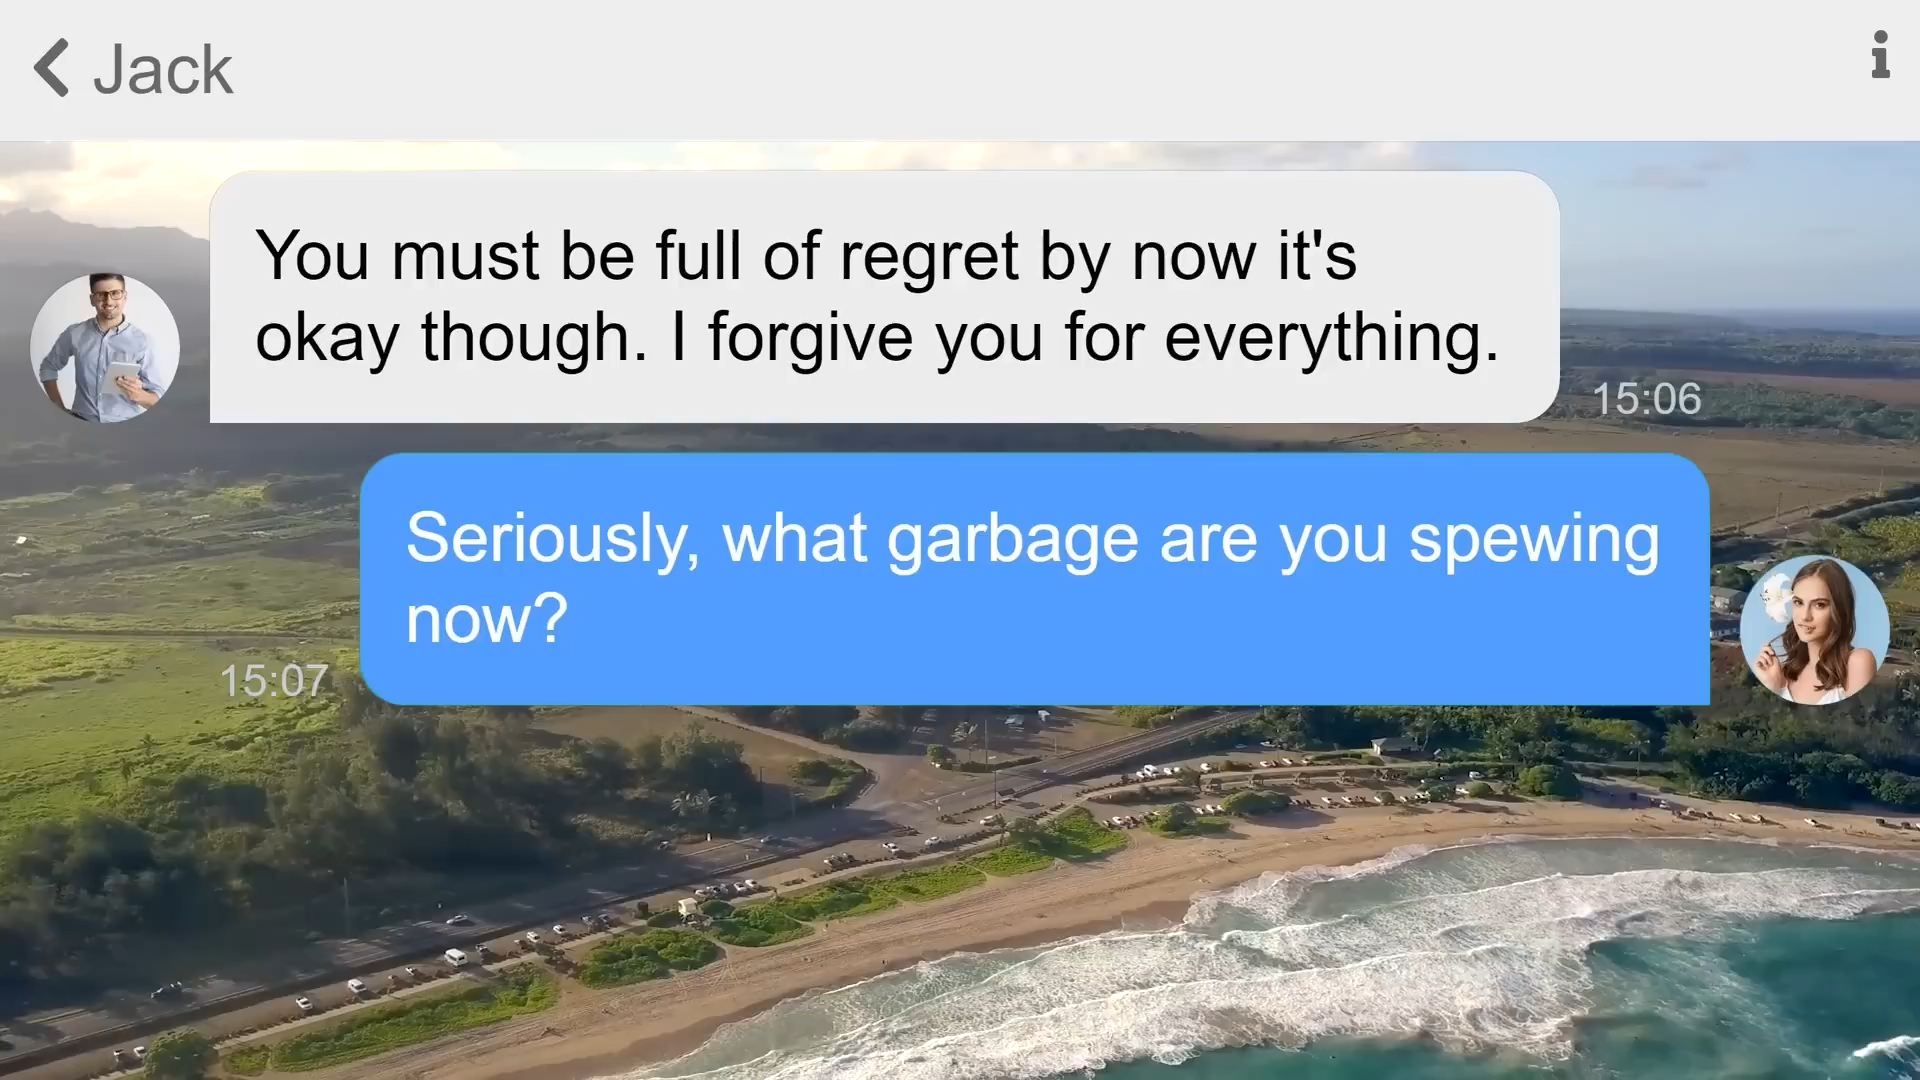 Jack
You must be full of regret by now it's
okay though. I forgive you for everything.
15:06
Seriously, what garbage are you spewing
now?
15:07